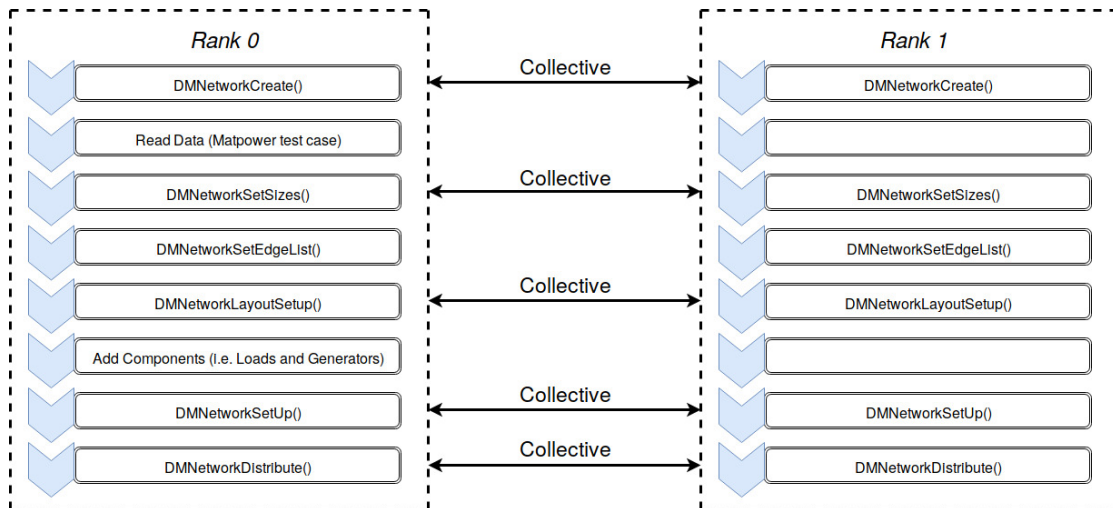 Rank 0
Collective
Rank 1
DMNetworkCreate()
DMNetworkCreate()
Read Data (Matpower test case)
Collective
DMNetworkSetSizes()
DMNetworkSetSizes()
DMNetworkSetEdgeList()
DMNetworkSetEdgeList()
Collective
DMNetworkLayoutSetup()
DMNetworkLayoutSetup()
Add Components (i.e. Loads and Generators)
Collective
DMNetworkSetUp()
DMNetworkSetUp()
Collective
DMNetworkDistribute()
DMNetworkDistribute()